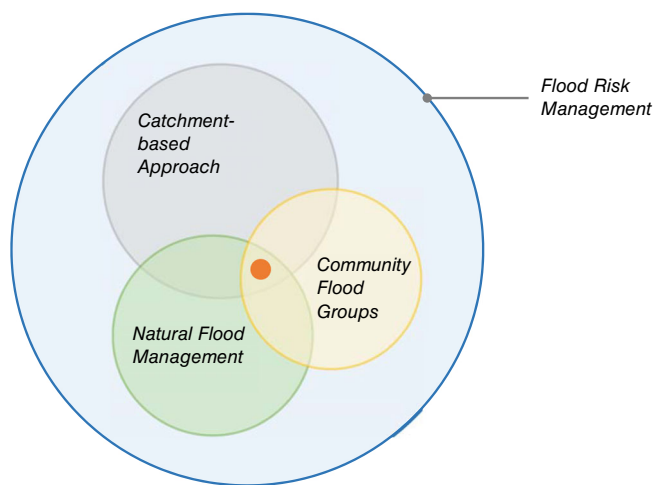 Flood Risk
Management
Catchment-
based
Approach
Community
Flood
Groups
Natural Flood
Management